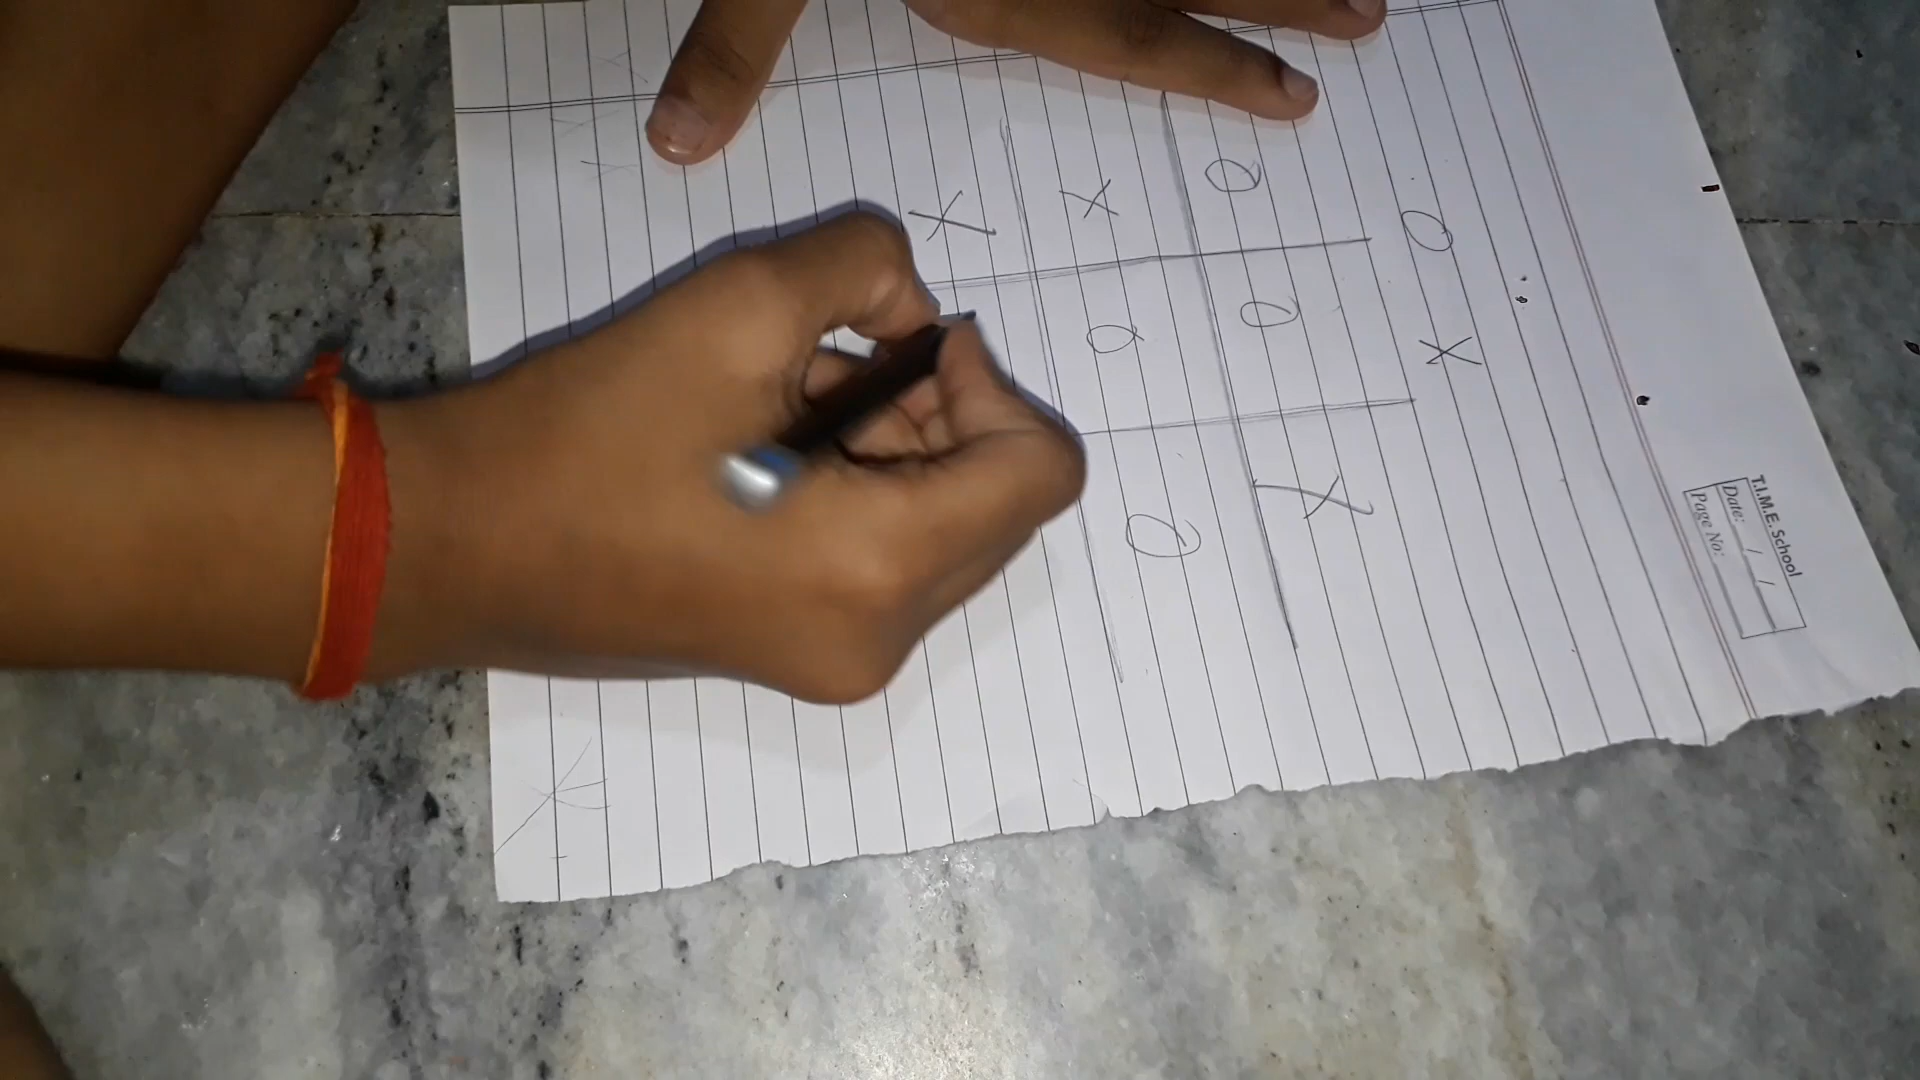 T.I.M.E. School
Date: / /
Page No:
O X
O O X
X O O
X